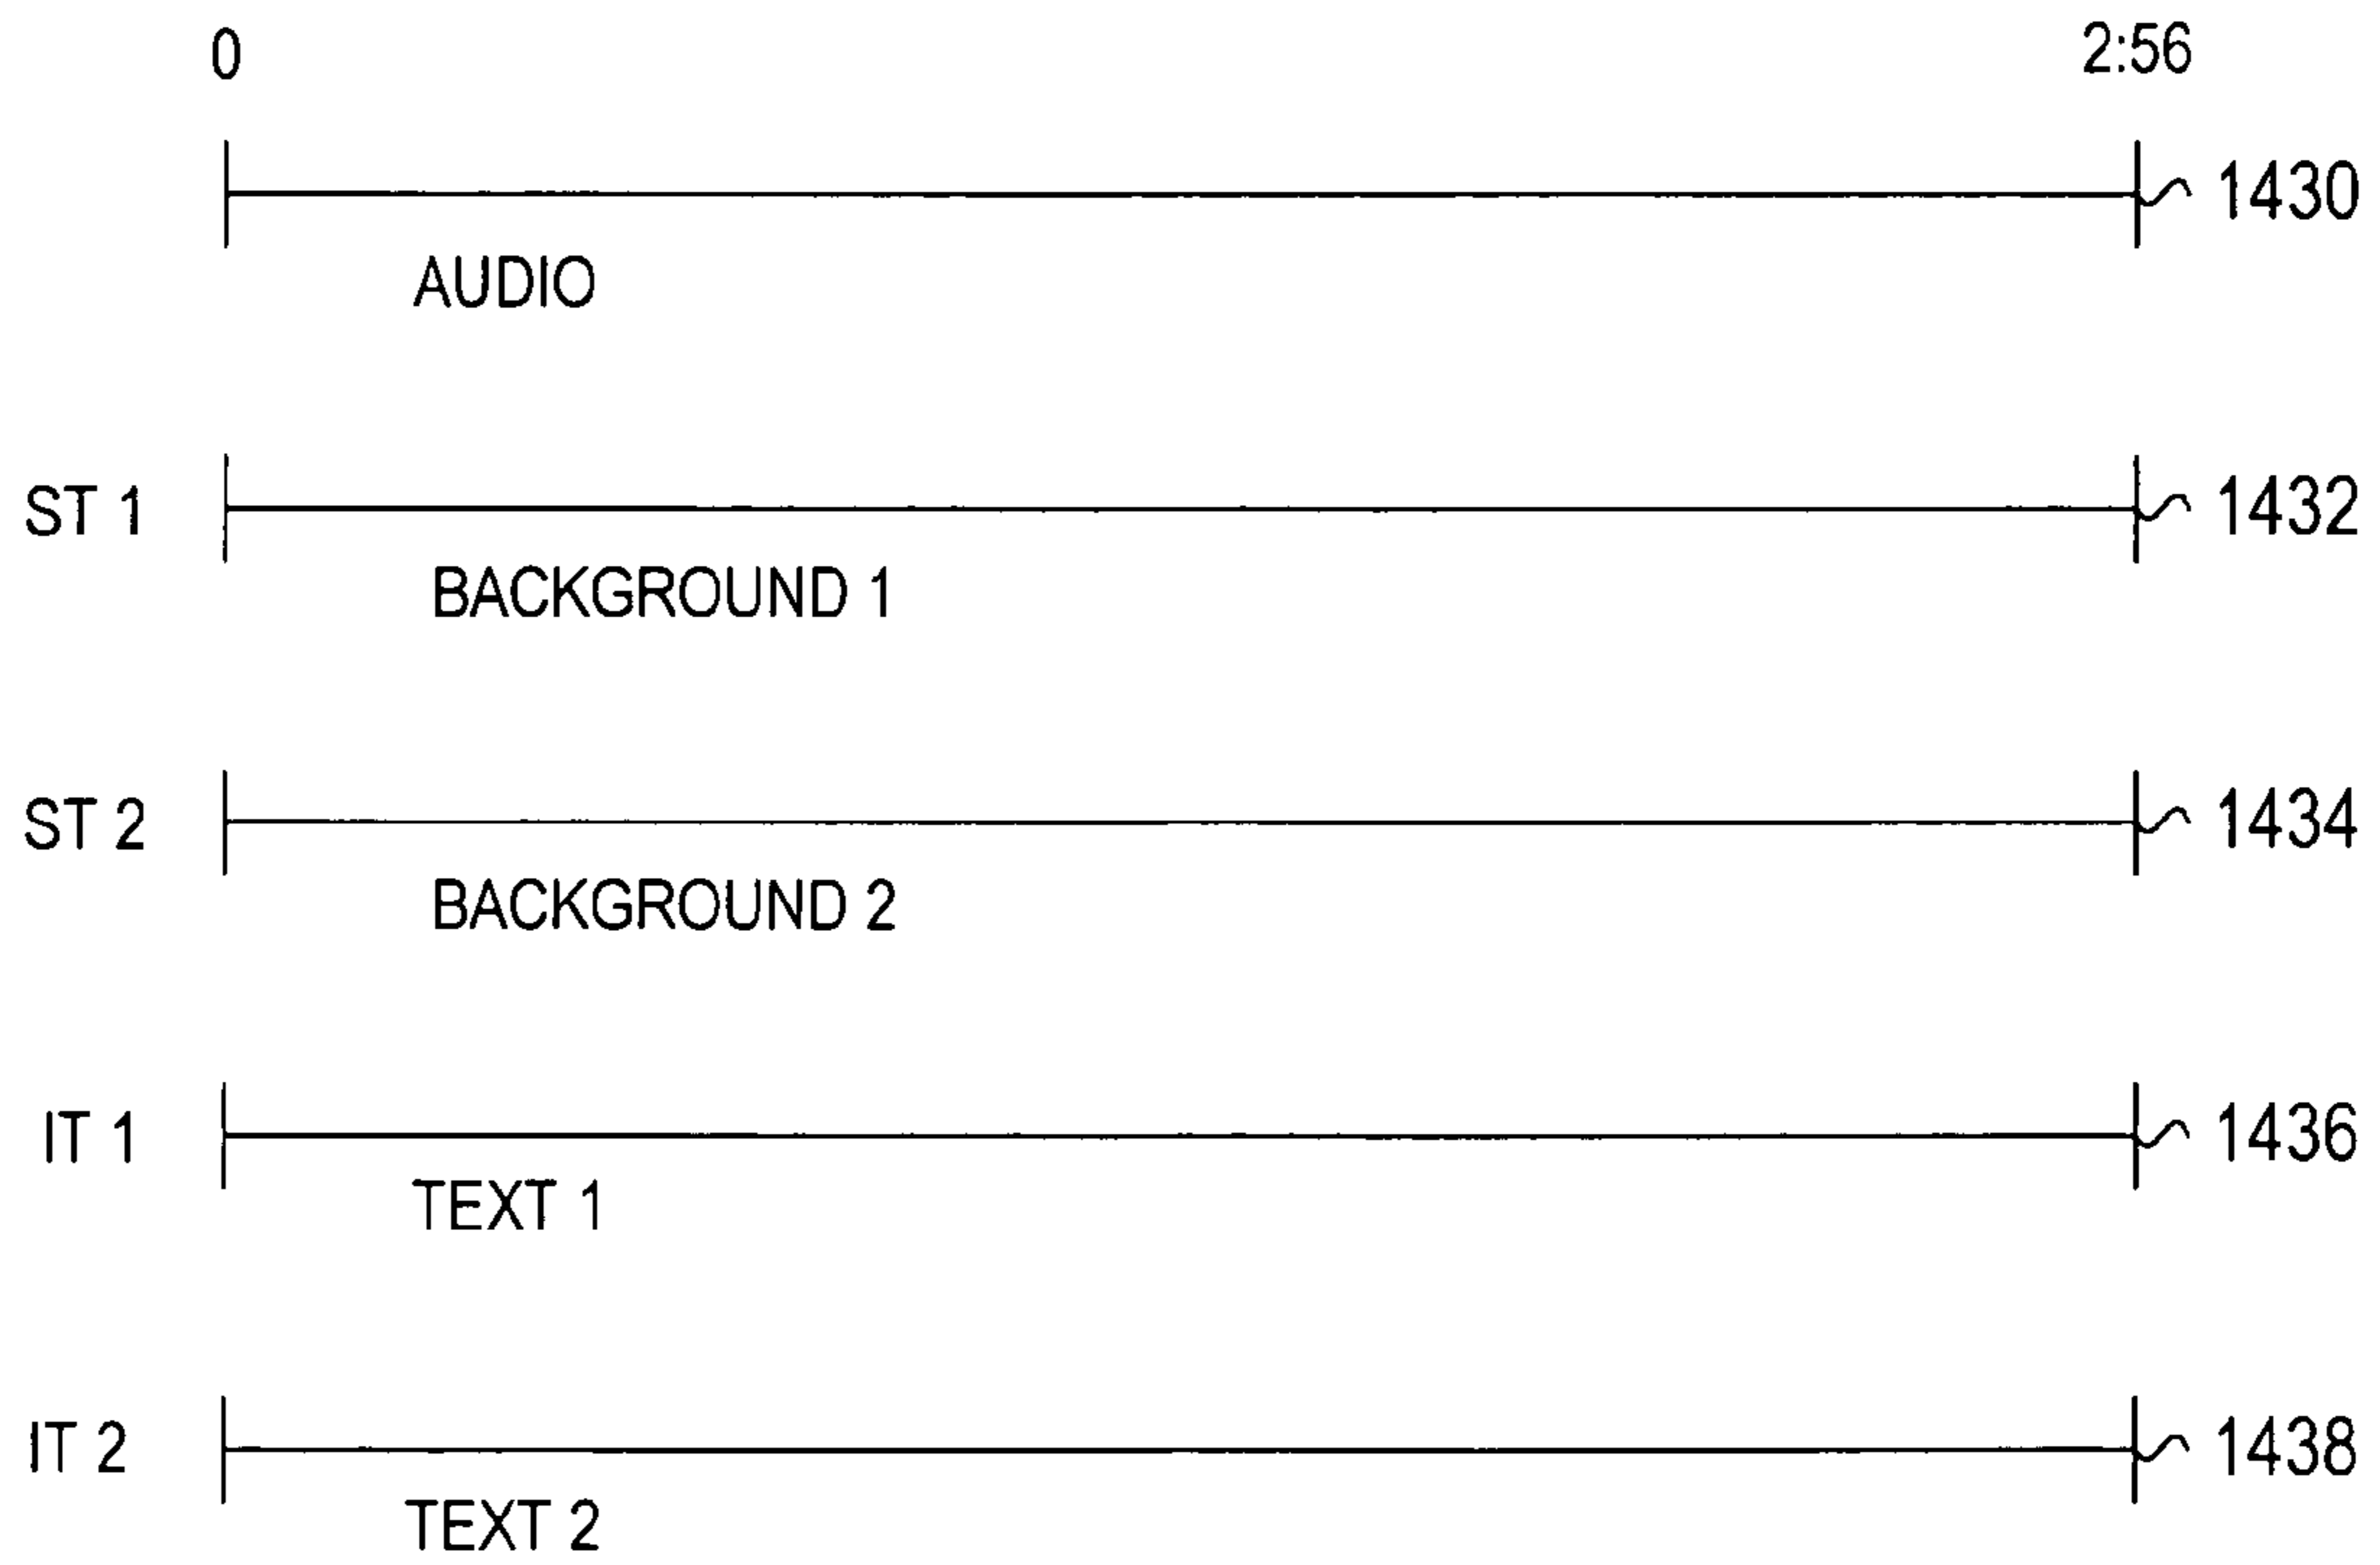 0 2:56
1430
AUDIO
ST 1 1432
BACKGROUND 1
ST 2 1434
BACKGROUND 2
IT 1 1436
TEXT 1
IT 2 1438
TEXT 2